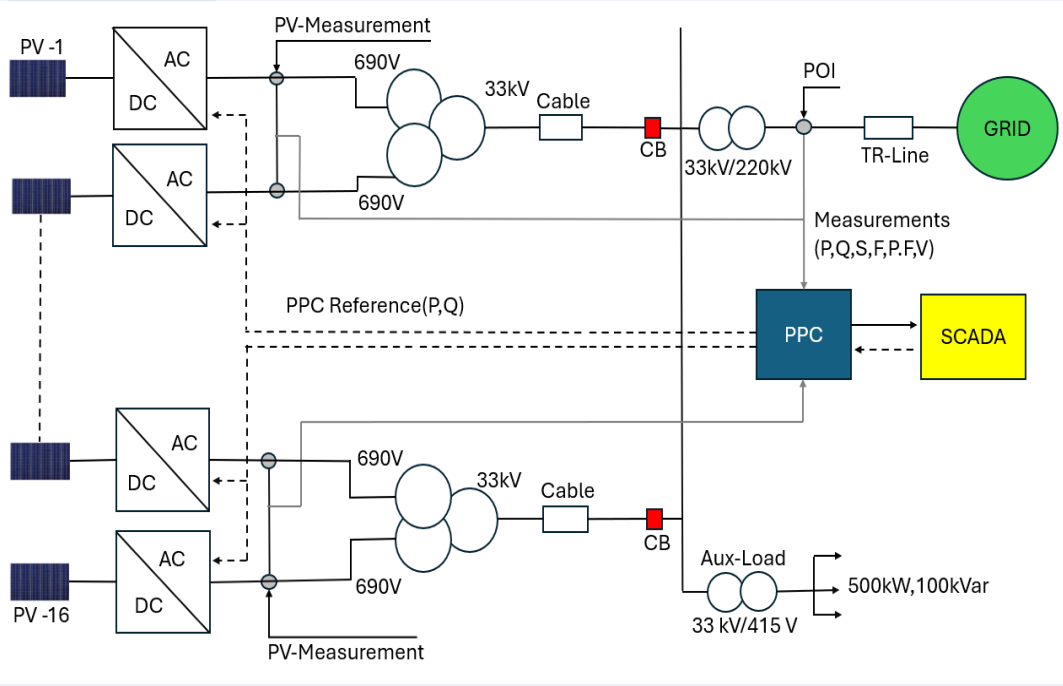 PV-Measurement
PV -1
AC
DC
690V
33kV
Cable
CB
33kV/220kV
POI
TR-Line
GRID
AC
DC
690V
Measurements
(P,Q,S,F,P.F,V)
PPC Reference(P,Q)
PPC
SCADA
AC
DC
690V
33kV
Cable
CB
AC
DC
690V
PV -16
PV-Measurement
Aux-Load
33 kV/415 V
500kW,100kVar